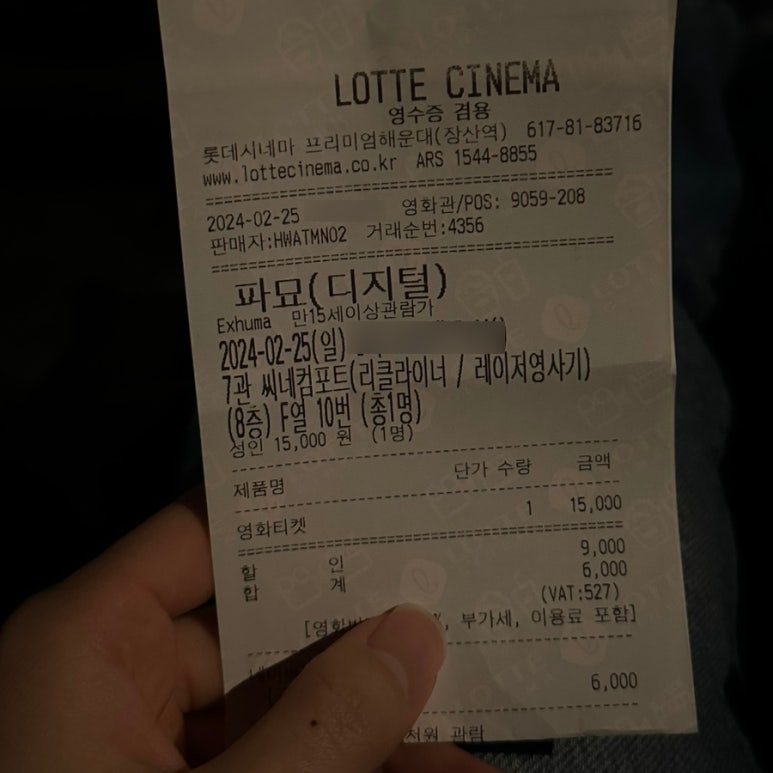 LOTTE CINEMA
영수증 겸용
롯데시네마 프리미엄해운대(장산역) 617-81-83716
www.lottecinema.co.kr ARS 1544-8855
2024-02-25 영화관/POS: 9059-208
판매자:HWATMN02 거래순번:4356
파묘(디지털)
Exhuma 만15세이상관람가
2024-02-25(일)
7관 씨네컴포트(리클라이너 / 레이저영사기)
(8층) F열 10번 (총1명)
성인 15,000 원 (1명)
제품명 단가 수량 금액
영화티켓 1 15,000
할 인 9,000
합 계 6,000
(VAT:527)
[영화 %, 부가세, 이용료 포함]
6,000
관람